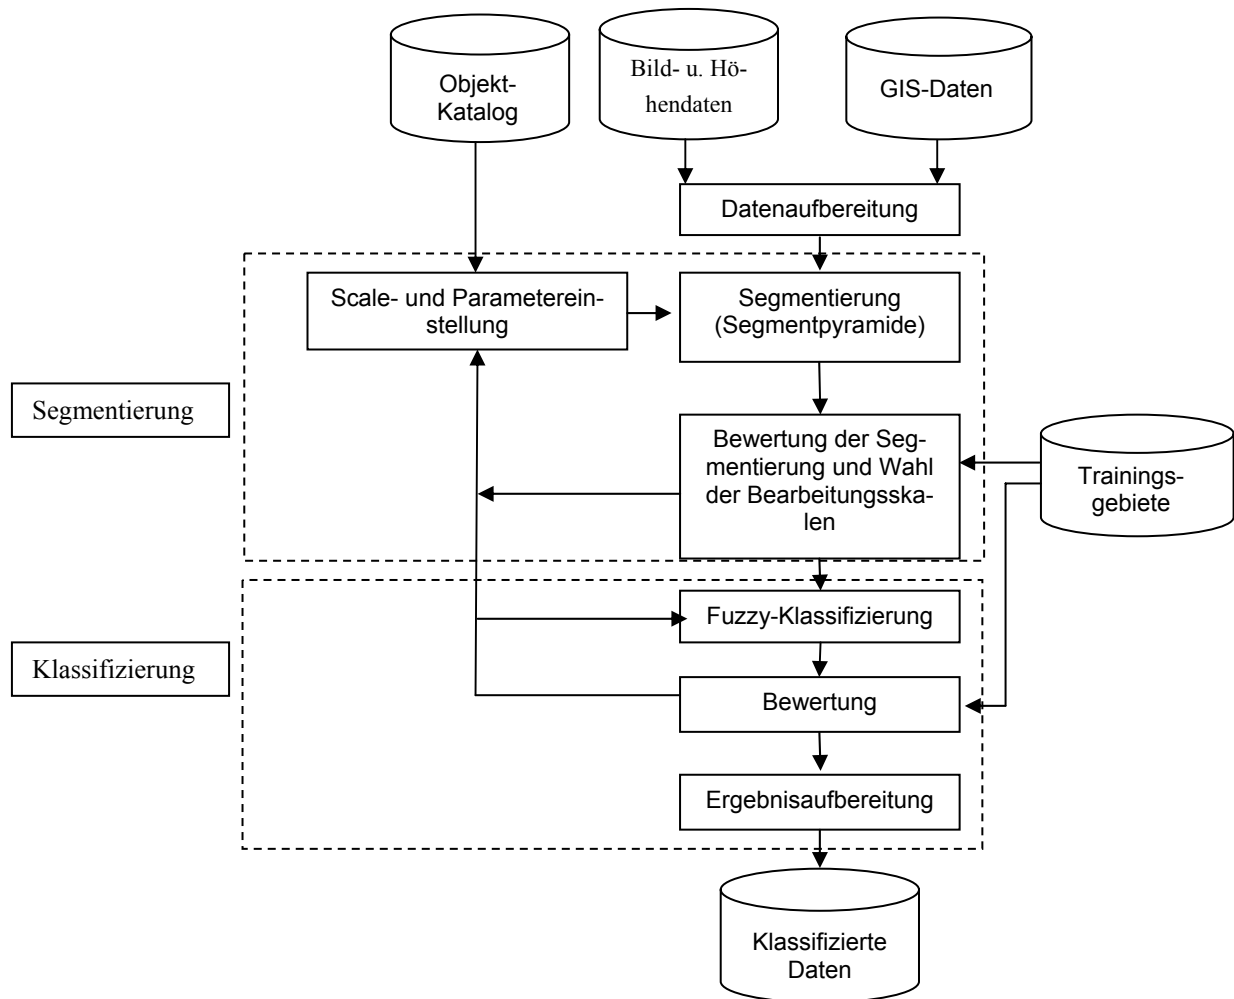 Objekt-
Katalog
Bild- u. Hö-
hendaten
GIS-Daten
Datenaufbereitung
Scale- und Parameterein-
stellung
Segmentierung
(Segmentpyramide)
Segmentierung
Bewertung der Seg-
mentierung und Wahl
der Bearbeitungsska-
len
Trainings-
gebiete
Fuzzy-Klassifizierung
Klassifizierung
Bewertung
Ergebnisaufbereitung
Klassifizierte
Daten